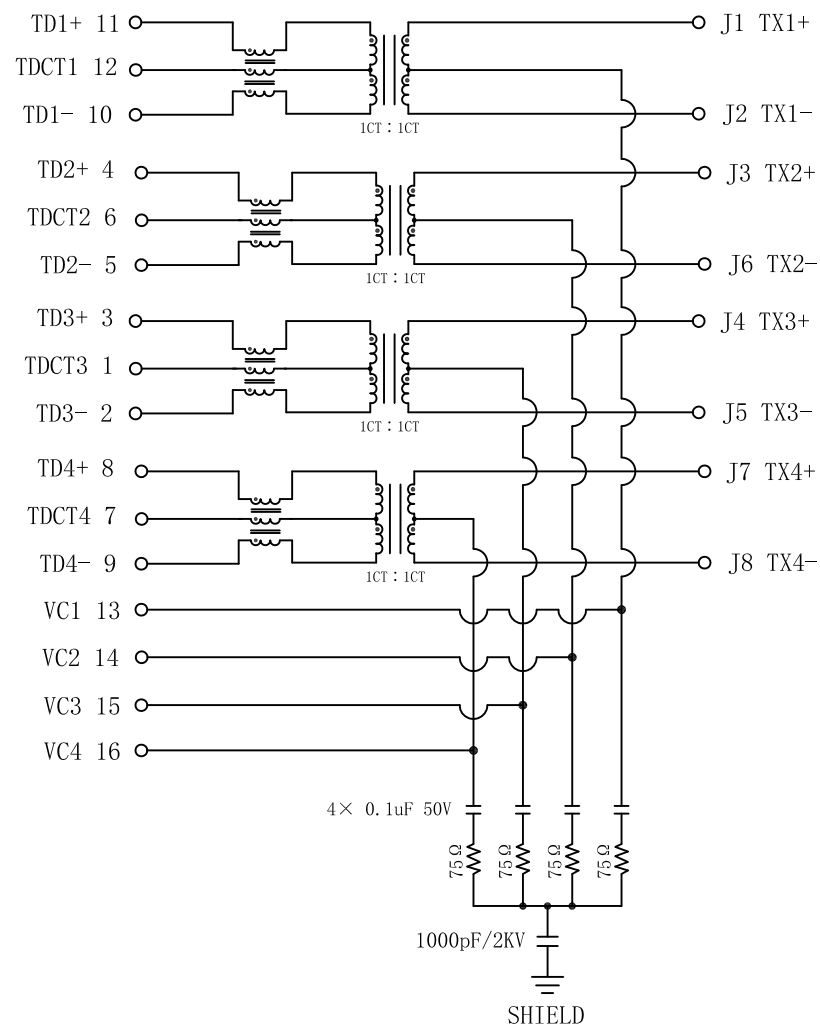 TD1+ 11 J1 TX1+
TDCT1 12
TD1- 10 J2 TX1-
1CT:1CT
TD2+ 4 J3 TX2+
TDCT2 6
TD2- 5 J6 TX2-
1CT:1CT
TD3+ 3 J4 TX3+
TDCT3 1
TD3- 2 J5 TX3-
1CT:1CT
TD4+ 8 J7 TX4+
TDCT4 7
TD4- 9 J8 TX4-
1CT:1CT
VC1 13
VC2 14
VC3 15
VC4 16
4× 0.1uF 50V
75Ω 75Ω 75Ω 75Ω
1000pF/2KV
SHIELD